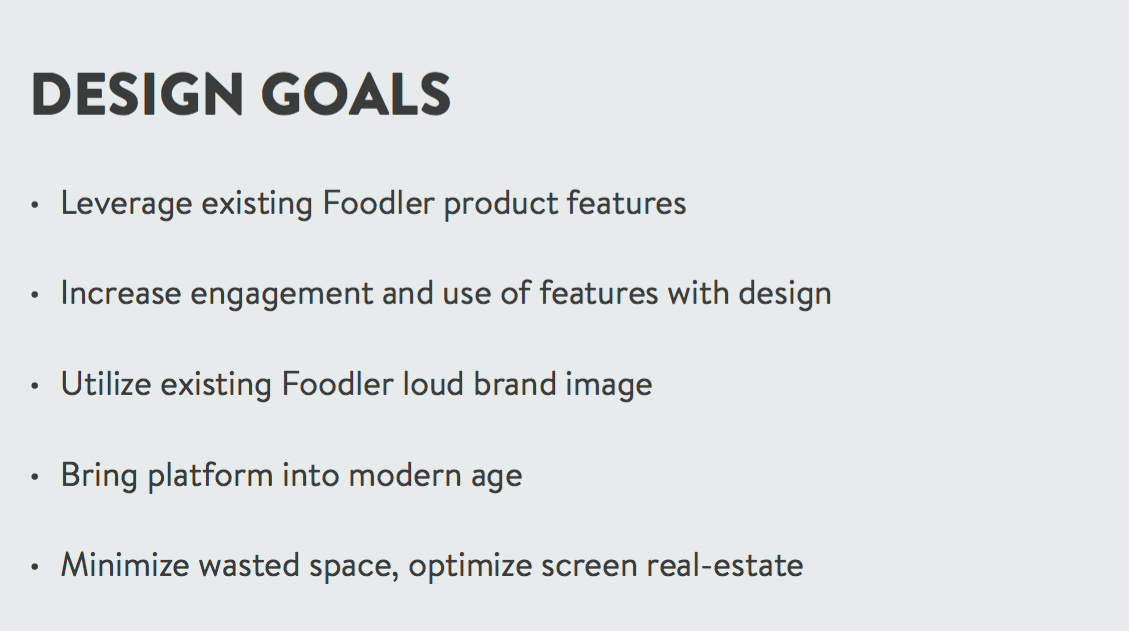 DESIGN GOALS
• Leverage existing Foodler product features
• Increase engagement and use of features with design
• Utilize existing Foodler loud brand image
• Bring platform into modern age
• Minimize wasted space, optimize screen real-estate